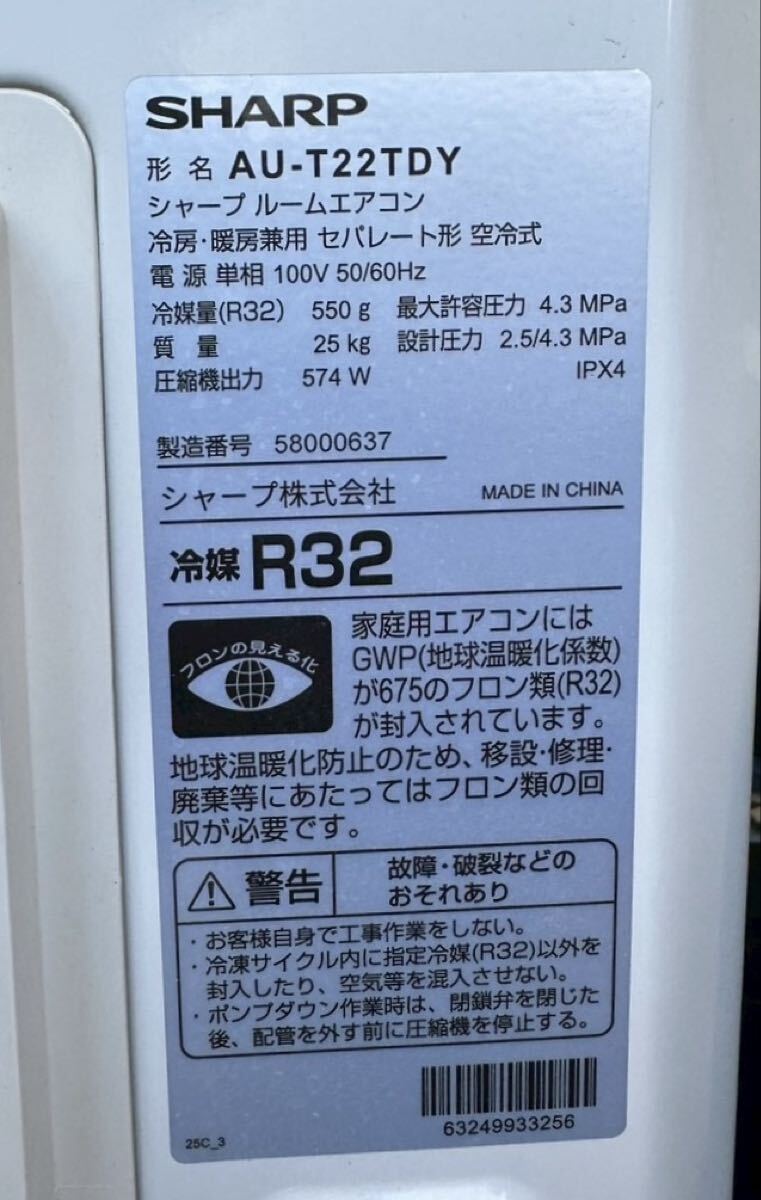 SHARP
形 名 AU-T22TDY
シャープ ルームエアコン
冷房・暖房兼用 セパレート形 空冷式
電 源 単相 100V 50/60Hz
冷媒量(R32) 550 g 最大許容圧力 4.3 MPa
質 量 25 kg 設計圧力 2.5/4.3 MPa
圧縮機出力 574 W IPX4
製造番号 58000637
シャープ株式会社 MADE IN CHINA
冷媒 R32
フロンの見える化
家庭用エアコンには
GWP(地球温暖化係数)
が675のフロン類(R32)
が封入されています。
地球温暖化防止のため、移設・修理・
廃棄等にあたってはフロン類の回
収が必要です。
警告 故障・破裂などの
おそれあり
・お客様自身で工事作業をしない。
・冷凍サイクル内に指定冷媒(R32)以外を
封入したり、空気等を混入させない。
・ポンプダウン作業時は、閉鎖弁を閉じた
後、配管を外す前に圧縮機を停止する。
63249933256
25C_3